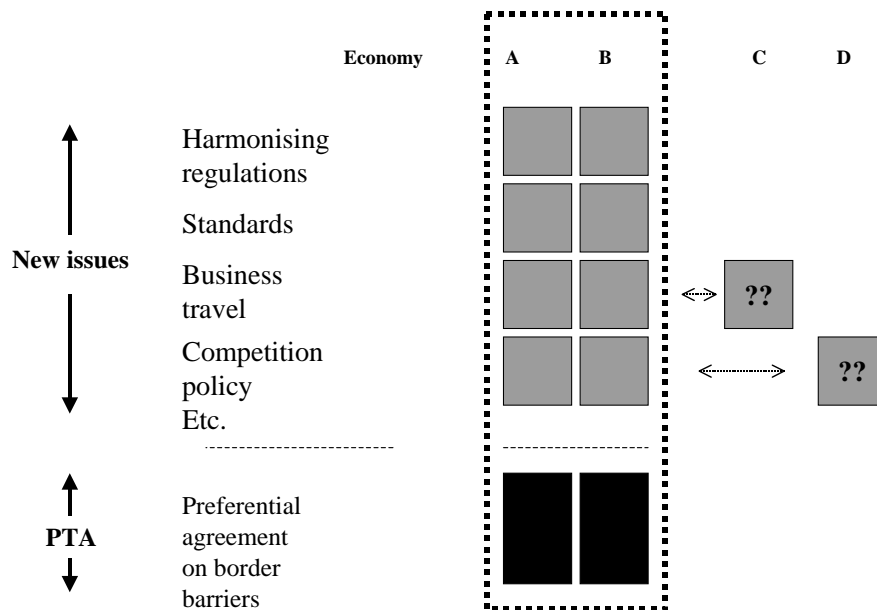 Economy A B C D
Harmonising
regulations
Standards
New issues
Business
travel
??
Competition
policy
??
Etc.
Preferential
agreement
PTA
on border
barriers